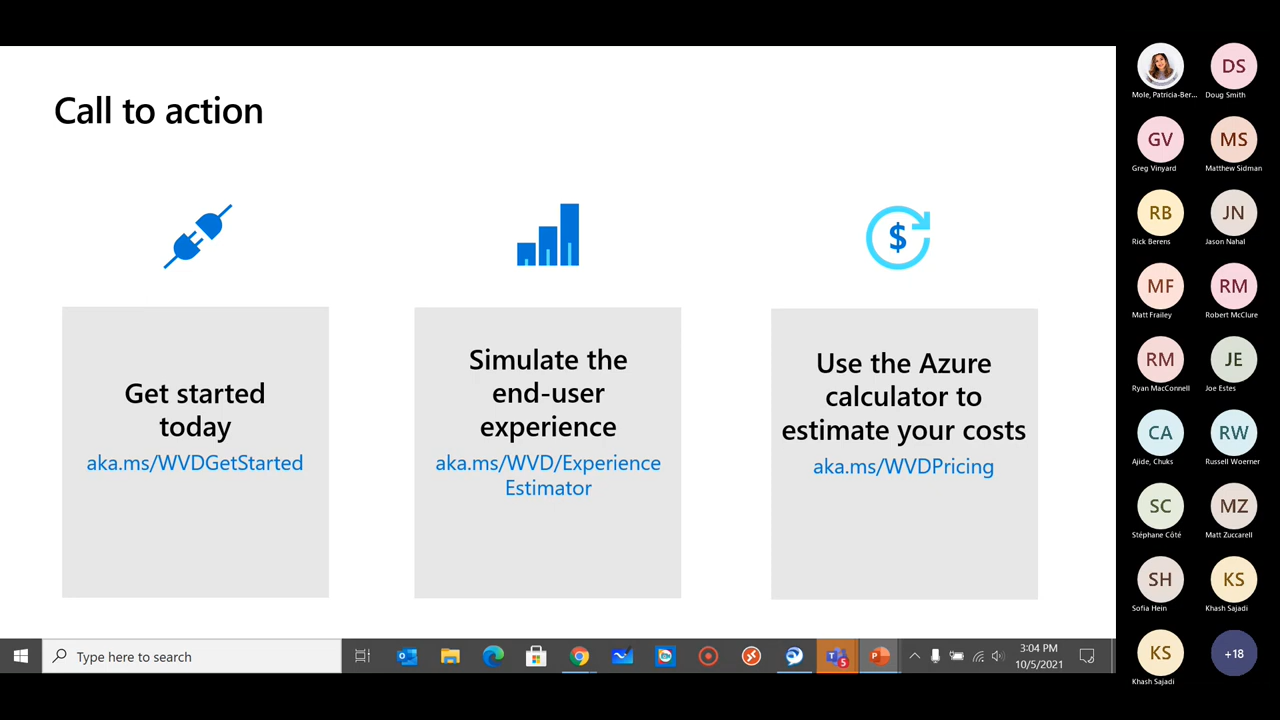 Call to action
$
Get started
today
aka.ms/WVDGetStarted
Simulate the
end-user
experience
aka.ms/WVD/Experience
Estimator
Use the Azure
calculator to
estimate your costs
aka.ms/WVDPricing
Type here to search
5
3:04 PM
10/5/2021
Mole, Patricia-Ber...
DS
Doug Smith
GV
Greg Vinyard
MS
Matthew Sidman
RB
Rick Berens
JN
Jason Nahal
MF
Matt Frailey
RM
Robert McClure
RM
Ryan MacConnell
JE
Joe Estes
CA
Ajide, Chuks
RW
Russell Woerner
SC
Stéphane Côté
MZ
Matt Zuccarell
SH
Sofia Hein
KS
Khash Sajadi
KS
Khash Sajadi
+18